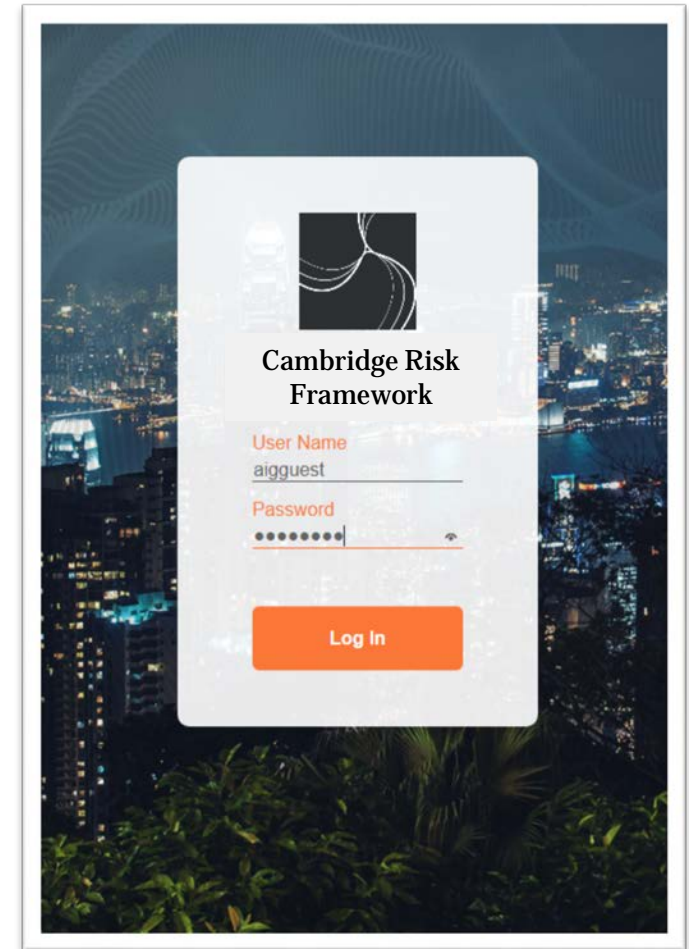 Cambridge Risk
Framework
User Name
aigguest
Password
••••••••
Log In